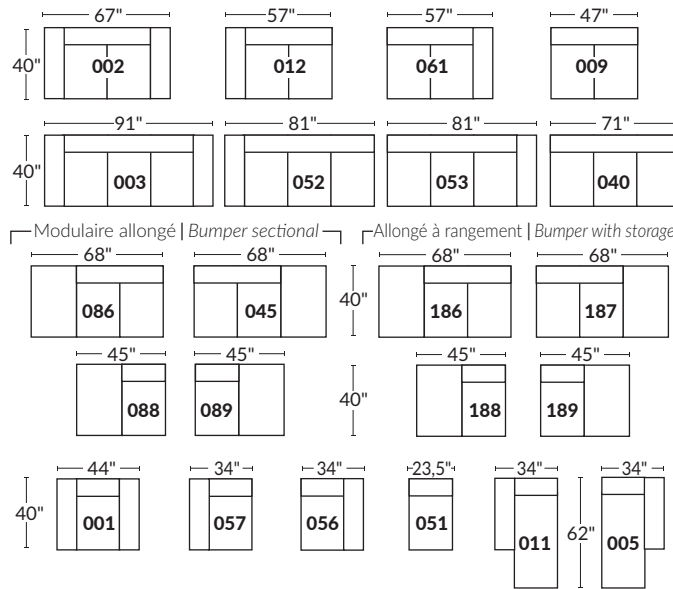 67" 57" 57" 47"
40" 002 012 061 009
91" 81" 81" 71"
40" 003 052 053 040
Modulaire allongé | Bumper sectional Allongé à rangement | Bumper with storage
68" 68" 68" 68"
086 045 40" 186 187
45" 45" 45" 45"
088 089 40" 188 189
44" 34" 34" 23,5" 34" 34"
40" 001 057 056 051 011 62" 005